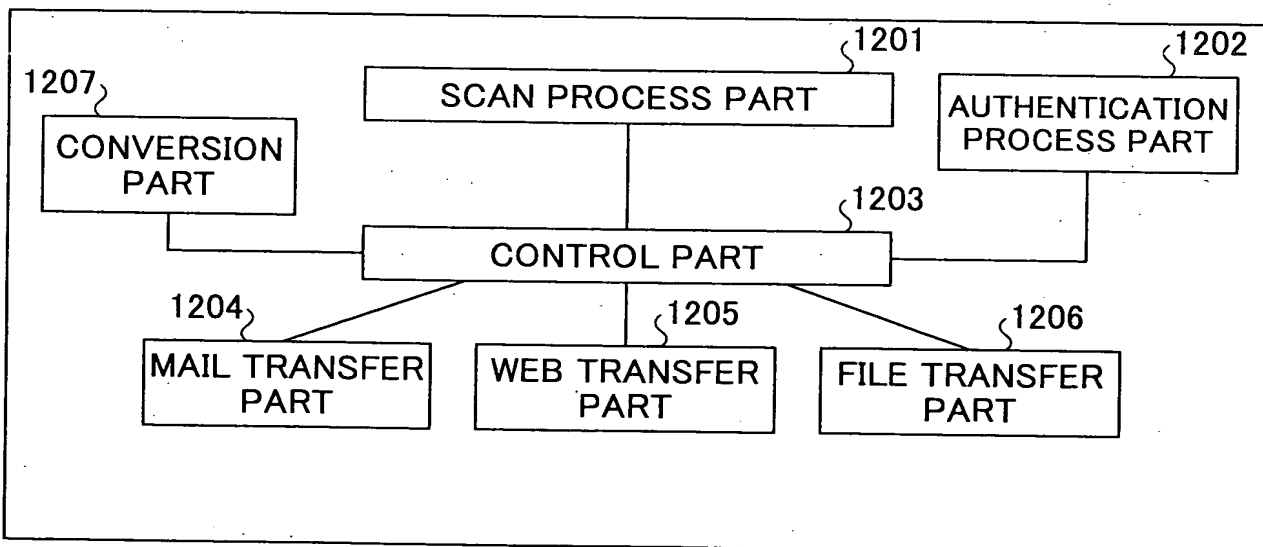 1201
1202
1207
SCAN PROCESS PART
AUTHENTICATION
PROCESS PART
CONVERSION
PART
1203
CONTROL PART
1204
1205
1206
MAIL TRANSFER
PART
WEB TRANSFER
PART
FILE TRANSFER
PART